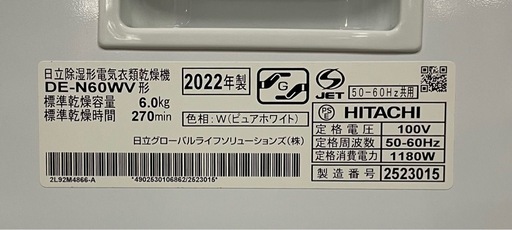 日立除湿形電気衣類乾燥機
DE-N60WV形
標準乾燥容量 6.0kg
標準乾燥時間 270min
2022年製
色相：W（ピュアホワイト）
日立グローバルライフソリューションズ（株）
2L92M4866-A
*4902530106862/2523015*
G
S
JET
50-60Hz共用
PS
E
HITACHI
定格電圧 100V
定格周波数 50-60Hz
定格消費電力 1180W
製造番号 2523015